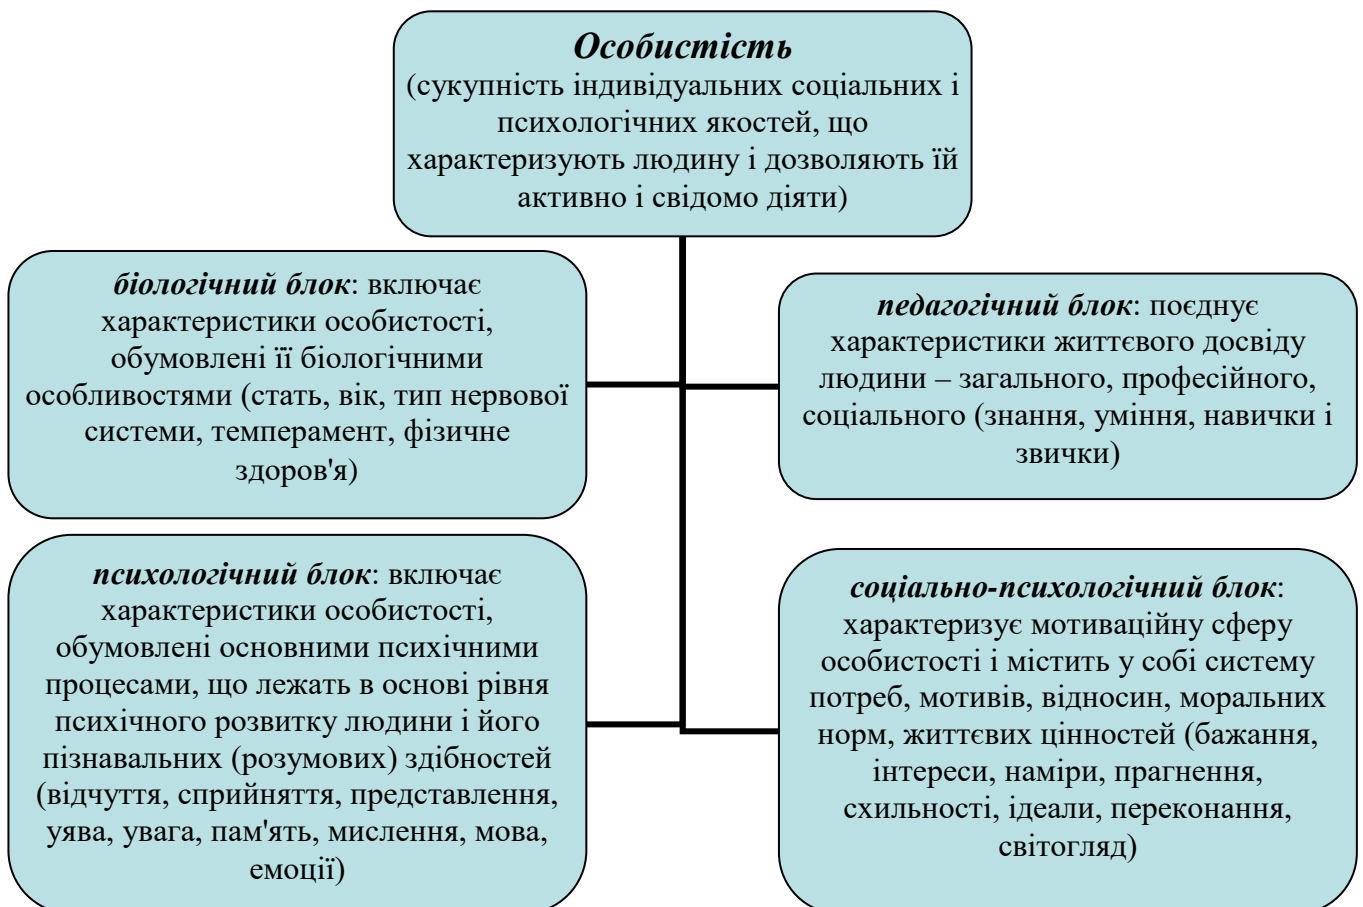 Особистість
(сукупність індивідуальних соціальних і
психологічних якостей, що
характеризують людину і дозволяють їй
активно і свідомо діяти)
біологічний блок: включає
характеристики особистості,
обумовлені її біологічними
особливостями (стать, вік, тип нервової
системи, темперамент, фізичне
здоров'я)
педагогічний блок: поєднує
характеристики життєвого досвіду
людини – загального, професійного,
соціального (знання, уміння, навички і
звички)
психологічний блок: включає
характеристики особистості,
обумовлені основними психічними
процесами, що лежать в основі рівня
психічного розвитку людини і його
пізнавальних (розумових) здібностей
(відчуття, сприйняття, представлення,
уява, увага, пам'ять, мислення, мова,
емоції)
соціально-психологічний блок:
характеризує мотиваційну сферу
особистості і містить у собі систему
потреб, мотивів, відносин, моральних
норм, життєвих цінностей (бажання,
інтереси, наміри, прагнення,
схильності, ідеали, переконання,
світогляд)